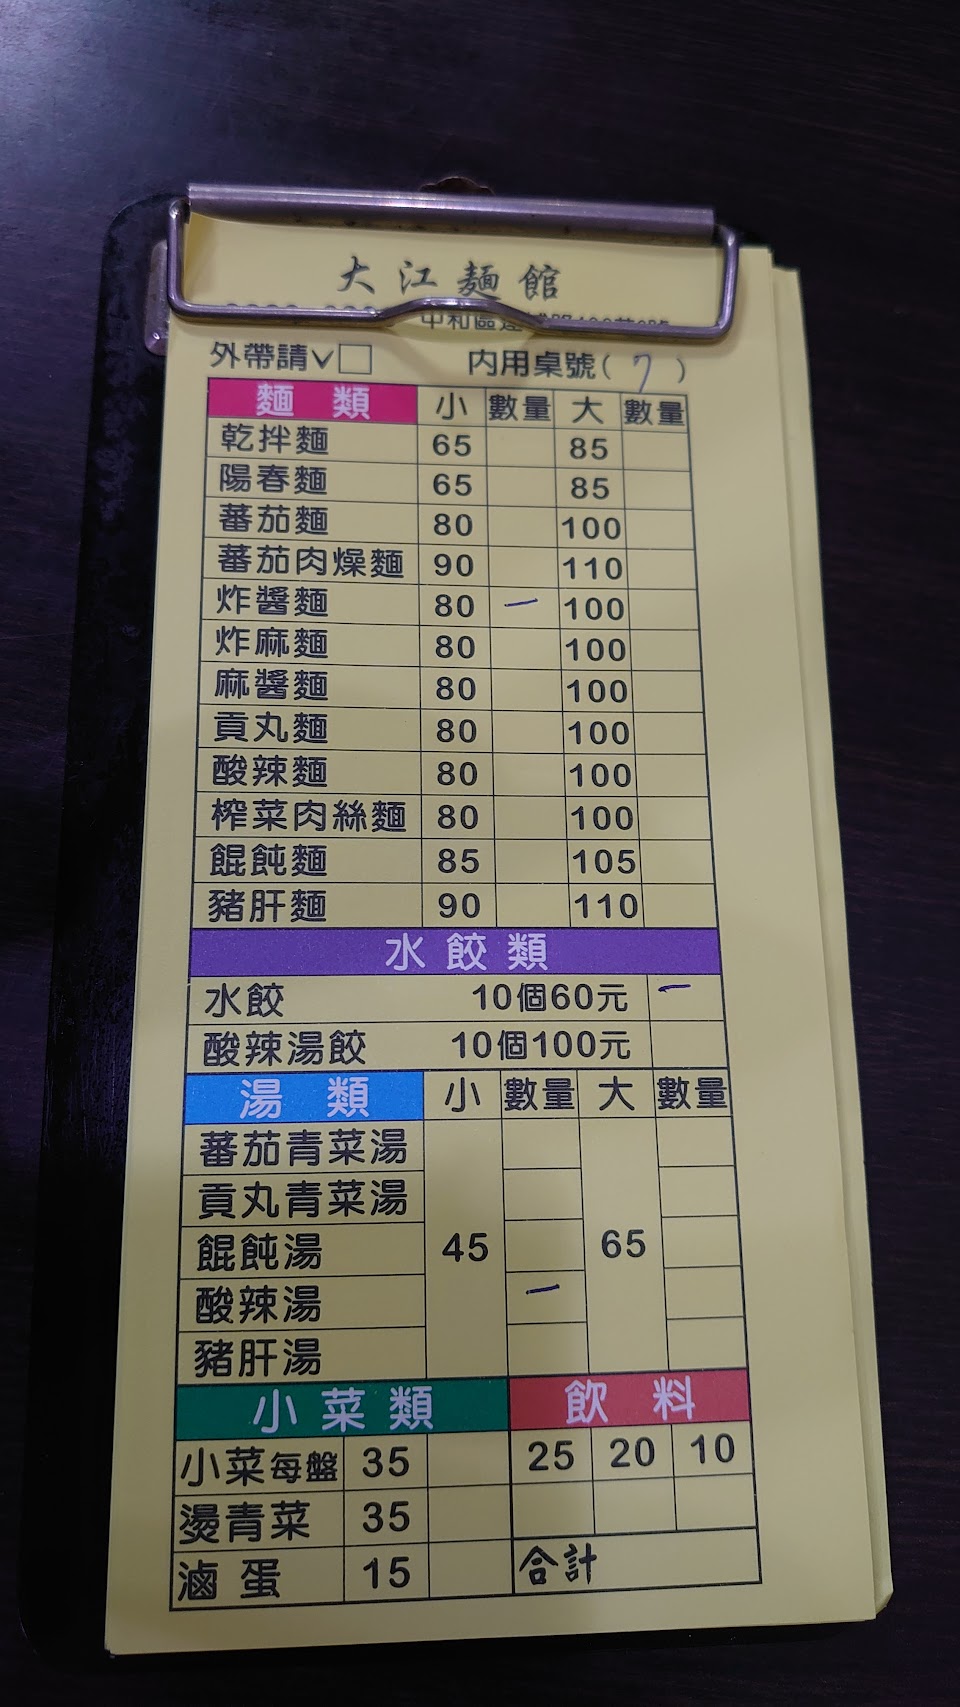 大江麵館
中和區
外帶請✓□ 內用桌號( 7 )
麵 類 小 數量 大 數量
乾拌麵 65 85
陽春麵 65 85
蕃茄麵 80 100
蕃茄肉燥麵 90 110
炸醬麵 80 一 100
炸麻麵 80 100
麻醬麵 80 100
貢丸麵 80 100
酸辣麵 80 100
榨菜肉絲麵 80 100
餛飩麵 85 105
豬肝麵 90 110
水餃類
水餃 10個60元 一
酸辣湯餃 10個100元
湯 類 小 數量 大 數量
蕃茄青菜湯
貢丸青菜湯
餛飩湯 45 65
酸辣湯 一
豬肝湯
小菜類 飲 料
小菜每盤 35 25 20 10
燙青菜 35
滷 蛋 15 合計